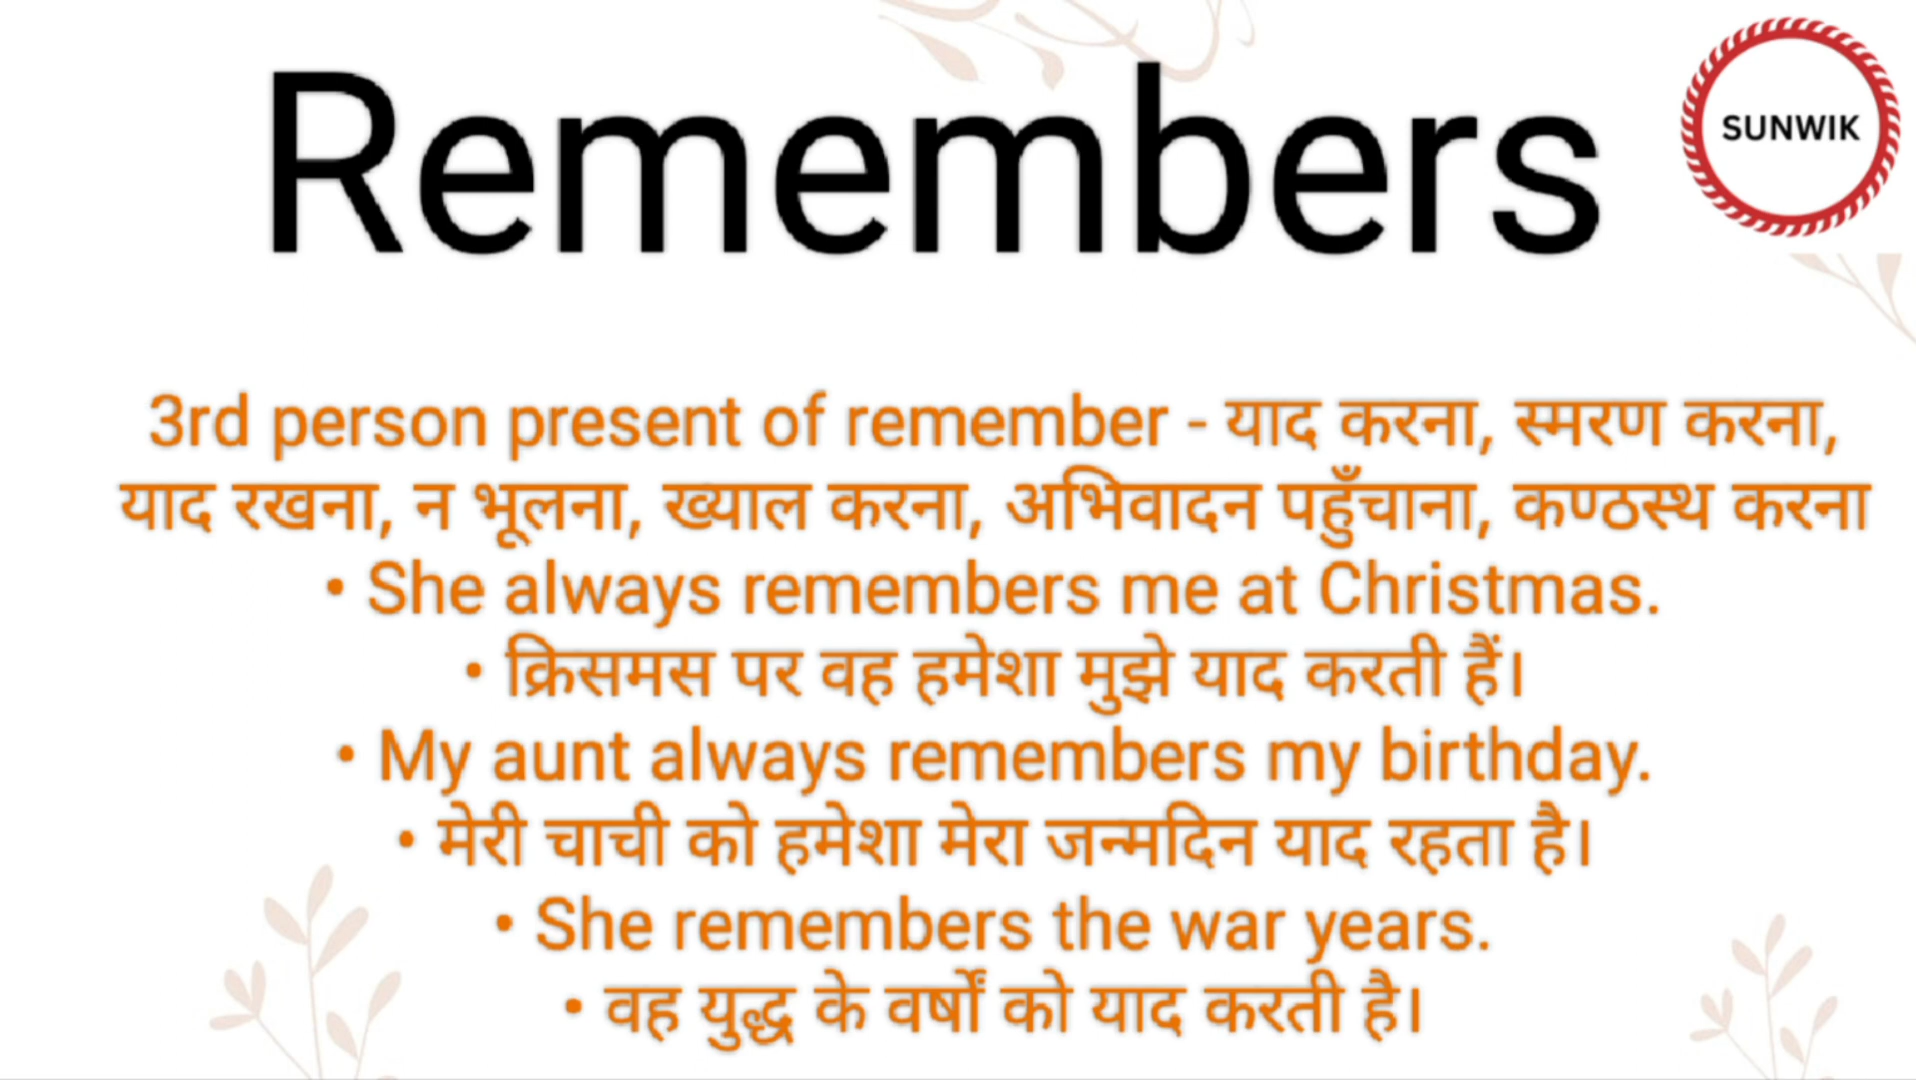 Remembers
SUNWIK
3rd person present of remember - याद करना, स्मरण करना,
याद रखना, न भूलना, ख्याल करना, अभिवादन पहुँचाना, कण्ठस्थ करना
• She always remembers me at Christmas.
• क्रिसमस पर वह हमेशा मुझे याद करती हैं।
• My aunt always remembers my birthday.
• मेरी चाची को हमेशा मेरा जन्मदिन याद रहता है।
• She remembers the war years.
• वह युद्ध के वर्षों को याद करती है।